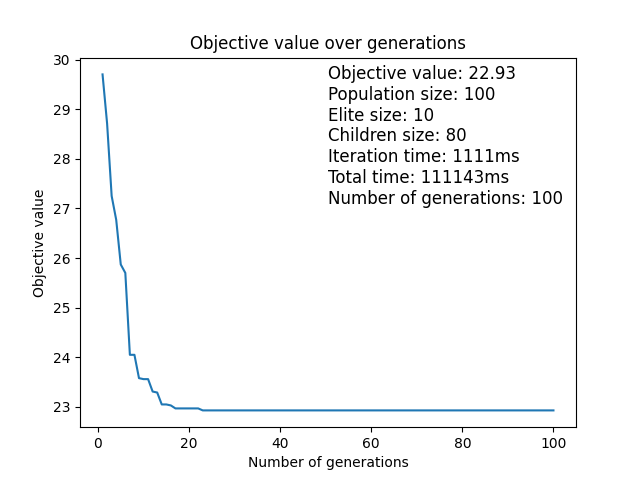 Objective value over generations
Objective value: 22.93
Population size: 100
Elite size: 10
Children size: 80
Iteration time: 1111ms
Total time: 111143ms
Number of generations: 100
Objective value
30
29
28
27
26
25
24
23
0 20 40 60 80 100
Number of generations